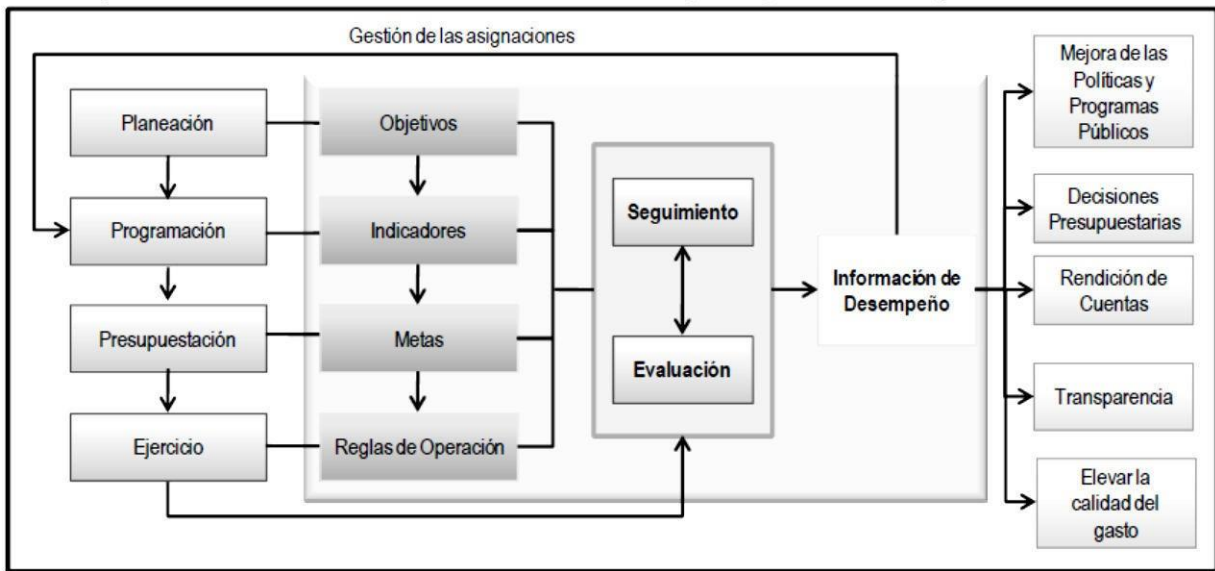 Gestión de las asignaciones
Planeación
Programación
Presupuestación
Ejercicio
Objetivos
Indicadores
Metas
Reglas de Operación
Seguimiento
Evaluación
Información de
Desempeño
Mejora de las
Políticas y
Programas
Públicos
Decisiones
Presupuestarias
Rendición de
Cuentas
Transparencia
Elevar la
calidad del
gasto